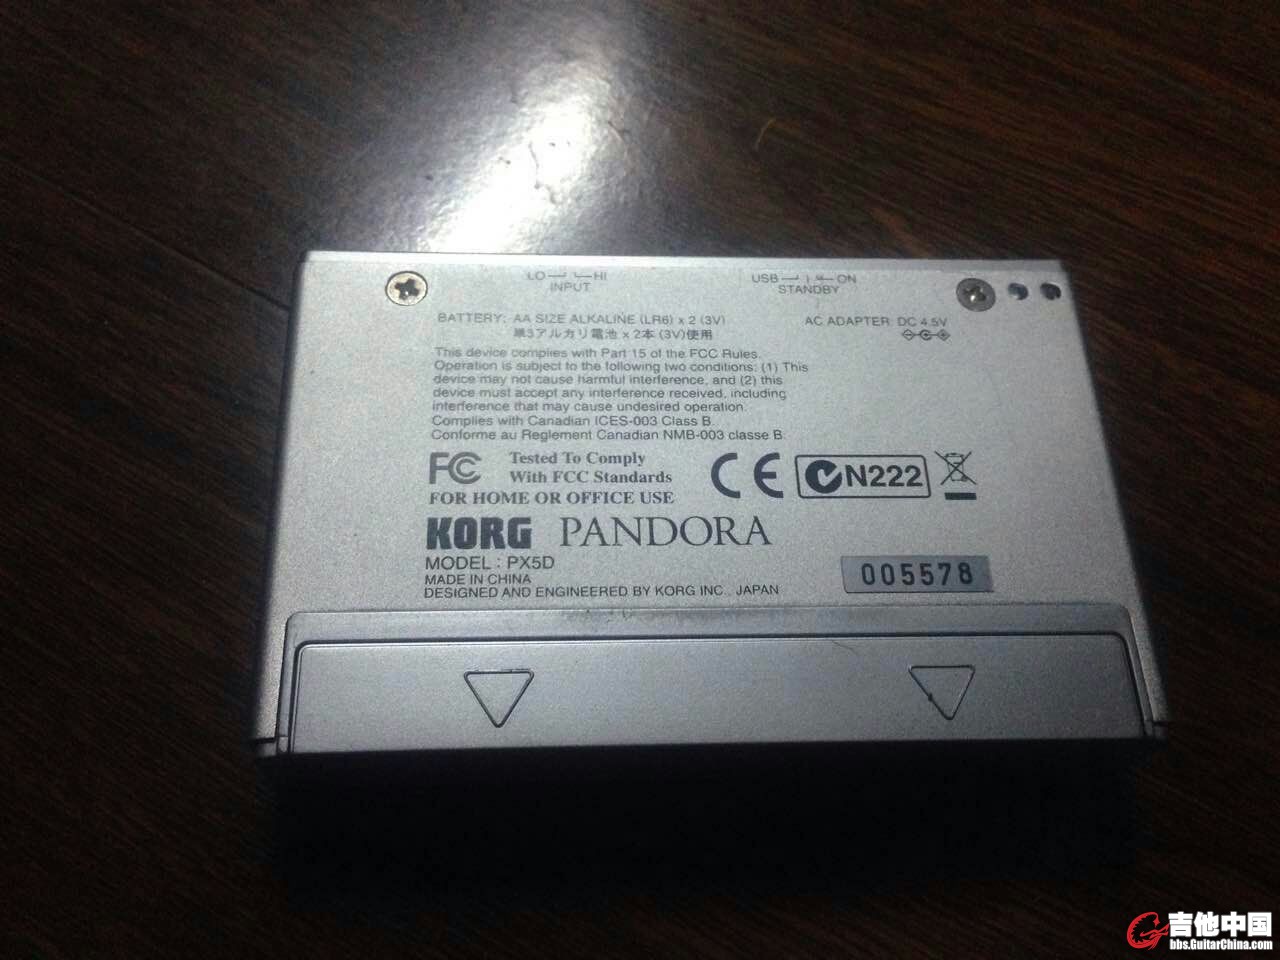 LO HI
INPUT
USB ON
STANDBY
BATTERY: AA SIZE ALKALINE (LR6) x 2 (3V)
単3アルカリ電池 x 2本 (3V)使用
AC ADAPTER: DC 4.5V
This device complies with Part 15 of the FCC Rules.
Operation is subject to the following two conditions: (1) This
device may not cause harmful interference, and (2) this
device must accept any interference received, including
interference that may cause undesired operation.
Complies with Canadian ICES-003 Class B.
Conforme au Reglement Canadian NMB-003 classe B.
FC Tested To Comply
With FCC Standards
FOR HOME OR OFFICE USE
CE N222
KORG PANDORA
MODEL : PX5D
MADE IN CHINA
DESIGNED AND ENGINEERED BY KORG INC., JAPAN
005578
吉他中国
bbs.GuitarChina.com